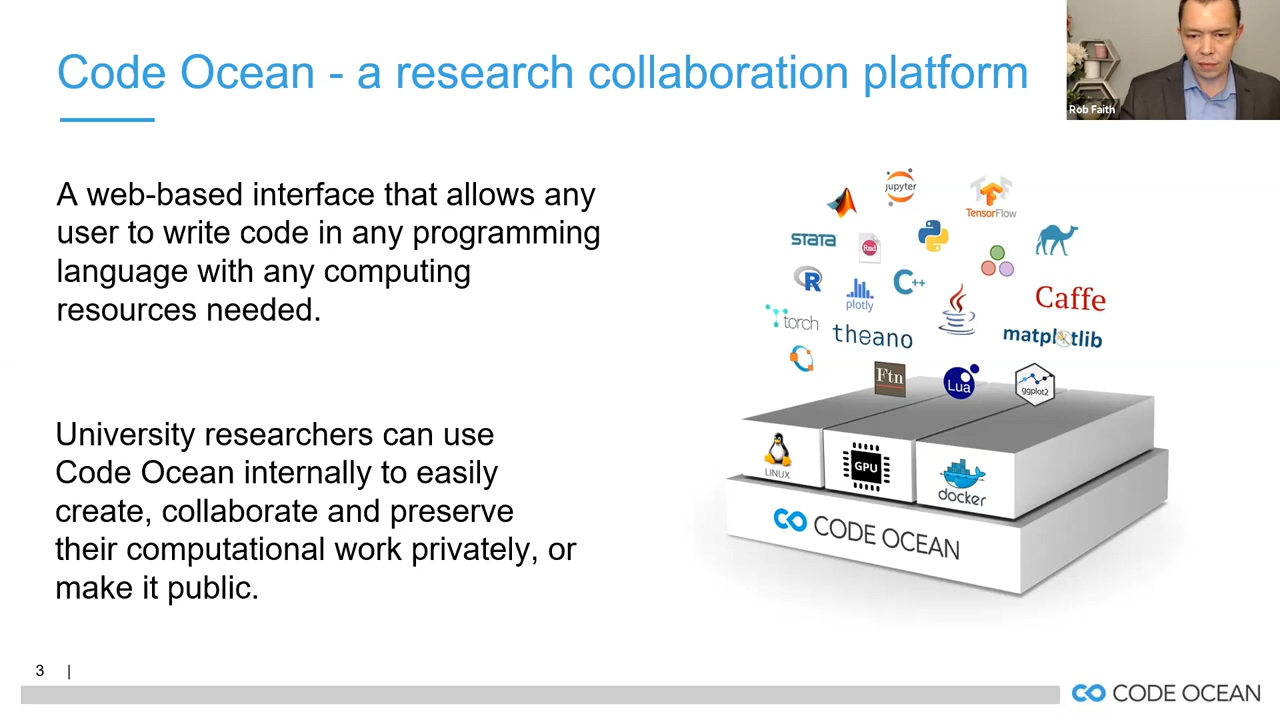 Code Ocean - a research collaboration platform
Rob Faith
A web-based interface that allows any
user to write code in any programming
language with any computing
resources needed.
University researchers can use
Code Ocean internally to easily
create, collaborate and preserve
their computational work privately, or
make it public.
jupyter
TensorFlow
STATA
Rmd
R
plotly
C++
Caffe
torch
theano
matplotlib
Ftn
Lua
ggplot2
LINUX
GPU
docker
CODE OCEAN
3 |
CODE OCEAN